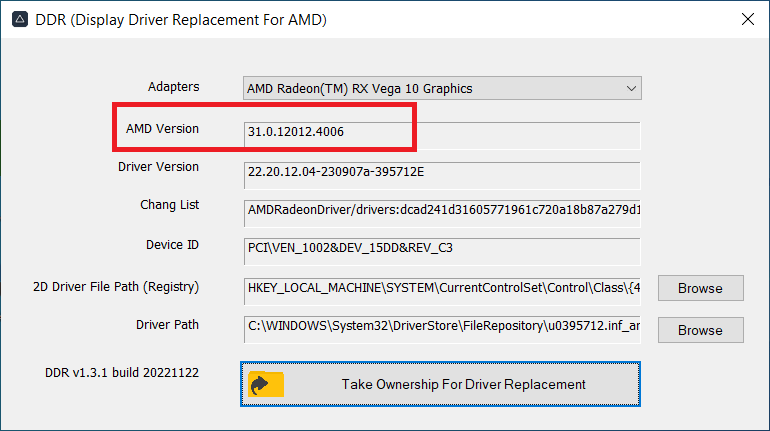 DDR (Display Driver Replacement For AMD)
Adapters AMD Radeon(TM) RX Vega 10 Graphics
AMD Version 31.0.12012.4006
Driver Version 22.20.12.04-230907a-395712E
Chang List AMDRadeonDriver/drivers:dcad241d31605771961c720a18b87a279d1
Device ID PCI\VEN_1002&DEV_15DD&REV_C3
2D Driver File Path (Registry) HKEY_LOCAL_MACHINE\SYSTEM\CurrentControlSet\Control\Class\{4 Browse
Driver Path C:\WINDOWS\System32\DriverStore\FileRepository\u0395712.inf_ar Browse
DDR v1.3.1 build 20221122 Take Ownership For Driver Replacement